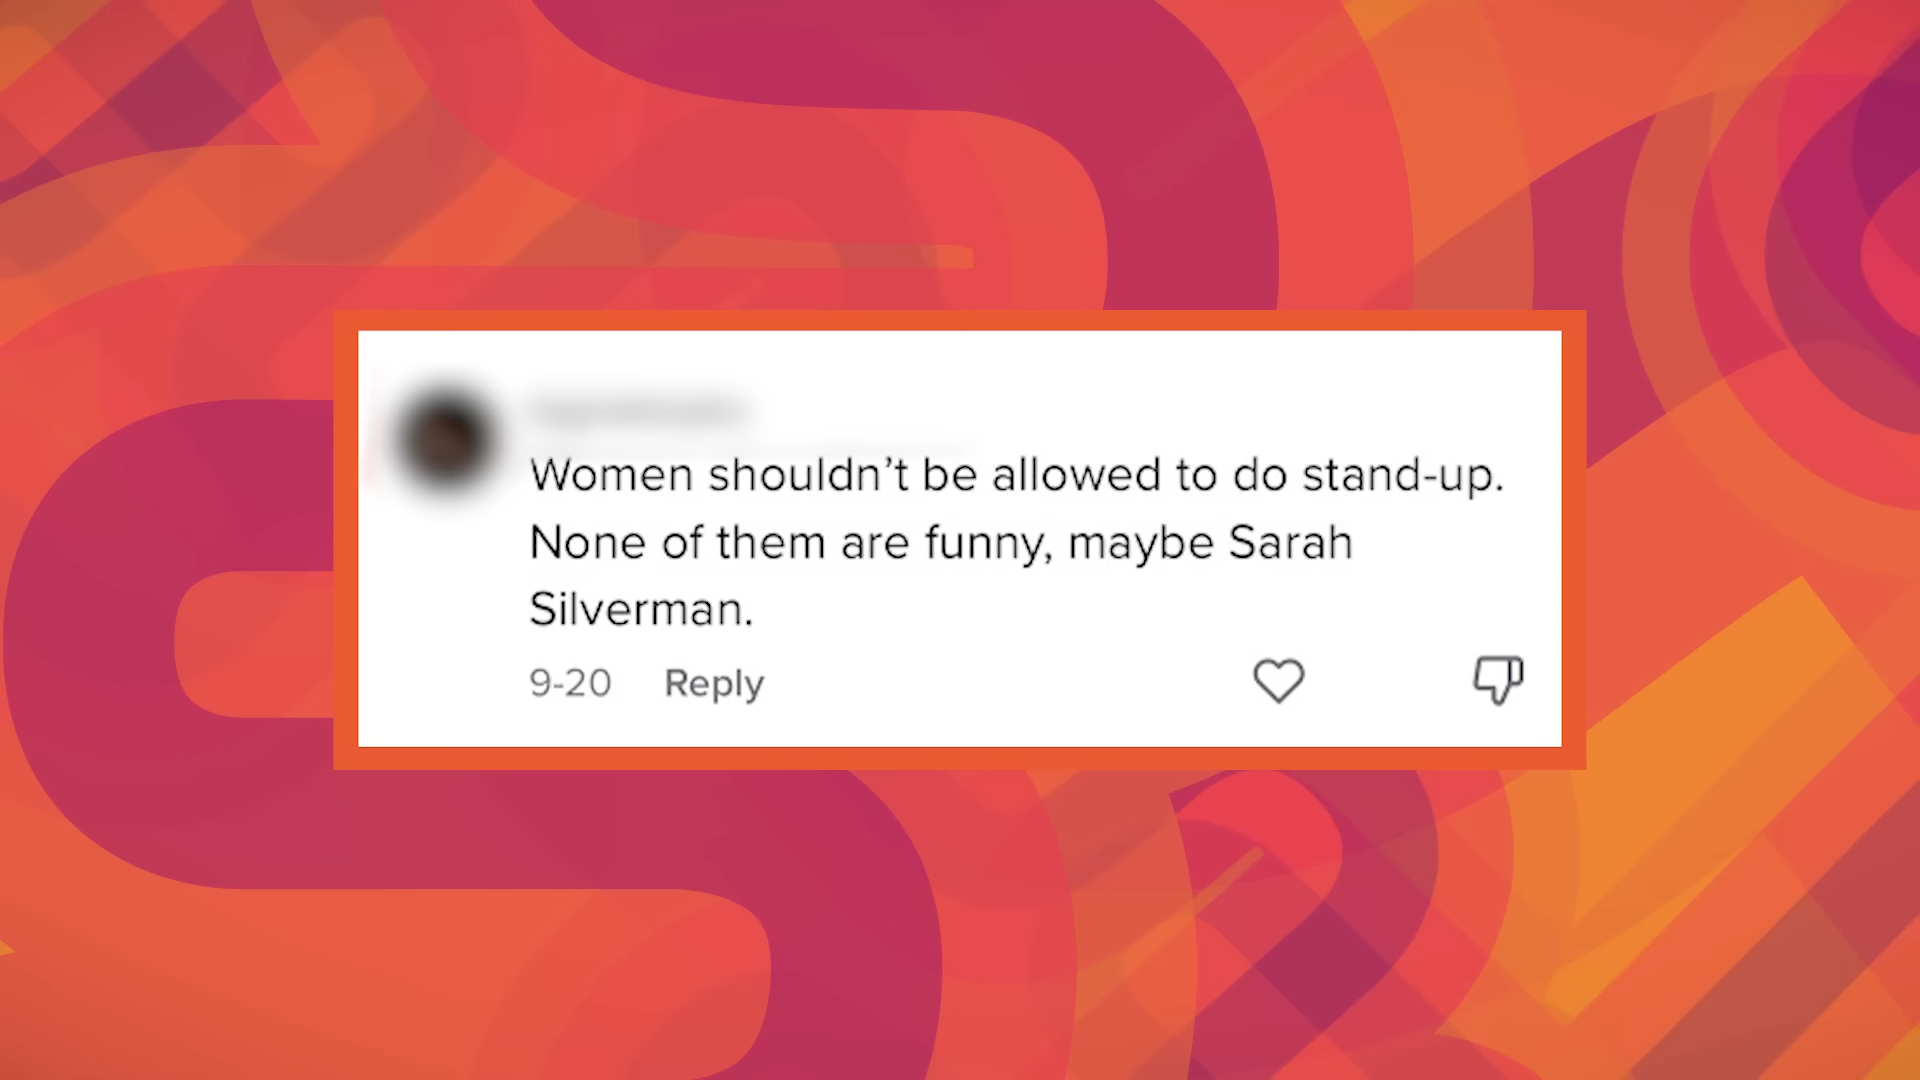 Women shouldn’t be allowed to do stand-up.
None of them are funny, maybe Sarah
Silverman.
9-20 Reply